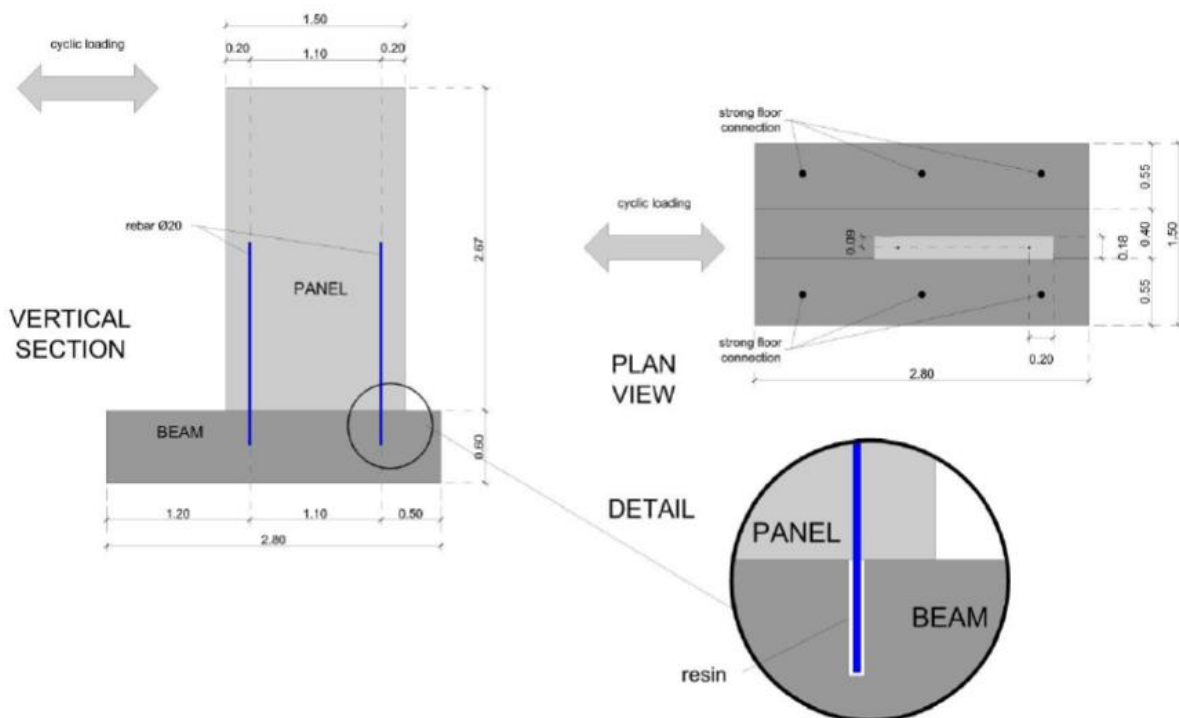 1.50
cyclic loading
0.20
1.10
0.20
rebar Ø20
PANEL
2.67
VERTICAL
SECTION
BEAM
0.60
1.20
1.10
0.50
2.80
strong floor
connection
cyclic loading
0.09
0.55
0.40
0.55
1.50
0.18
strong floor
connection
0.20
PLAN
VIEW
2.80
DETAIL
PANEL
BEAM
resin